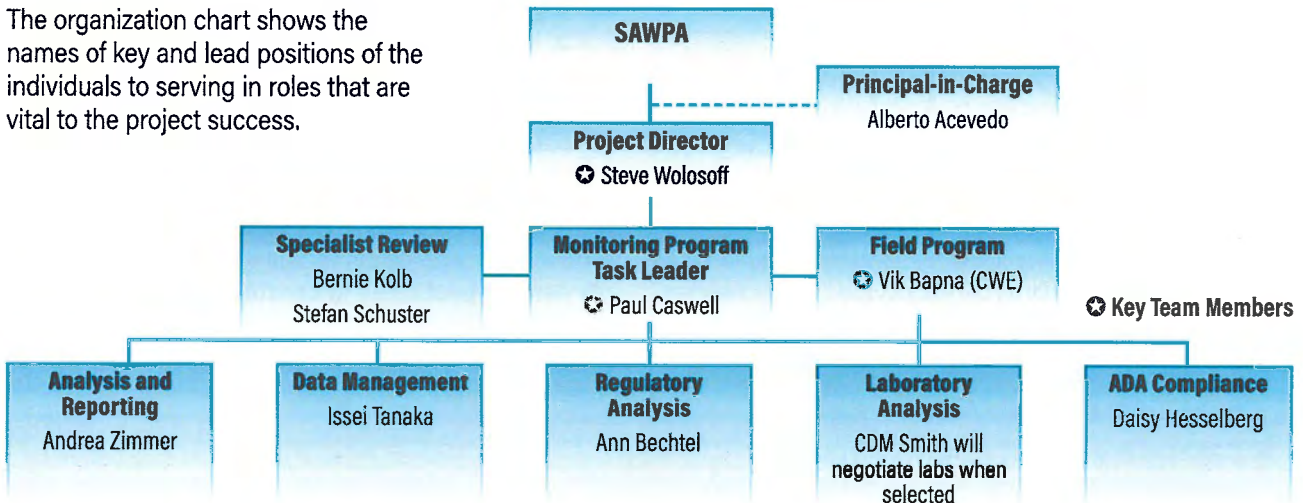 The organization chart shows the
names of key and lead positions of the
individuals to serving in roles that are
vital to the project success.
SAWPA
Principal-in-Charge
Alberto Acevedo
Project Director
✪ Steve Wolosoff
Specialist Review
Bernie Kolb
Stefan Schuster
Monitoring Program
Task Leader
✪ Paul Caswell
Field Program
✪ Vik Bapna (CWE)
✪ Key Team Members
Analysis and
Reporting
Andrea Zimmer
Data Management
Issei Tanaka
Regulatory
Analysis
Ann Bechtel
Laboratory
Analysis
CDM Smith will
negotiate labs when
selected
ADA Compliance
Daisy Hesselberg